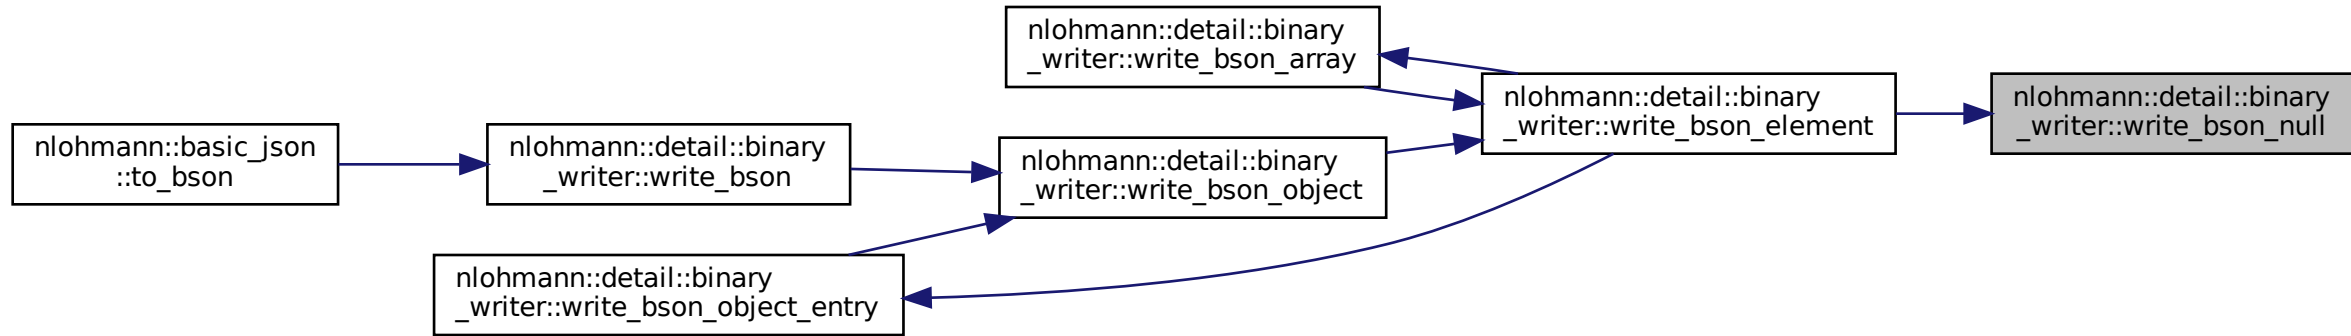 nlohmann::detail::binary
_writer::write_bson_array
nlohmann::detail::binary
_writer::write_bson_element
nlohmann::detail::binary
_writer::write_bson_null
nlohmann::basic_json
::to_bson
nlohmann::detail::binary
_writer::write_bson
nlohmann::detail::binary
_writer::write_bson_object
nlohmann::detail::binary
_writer::write_bson_object_entry